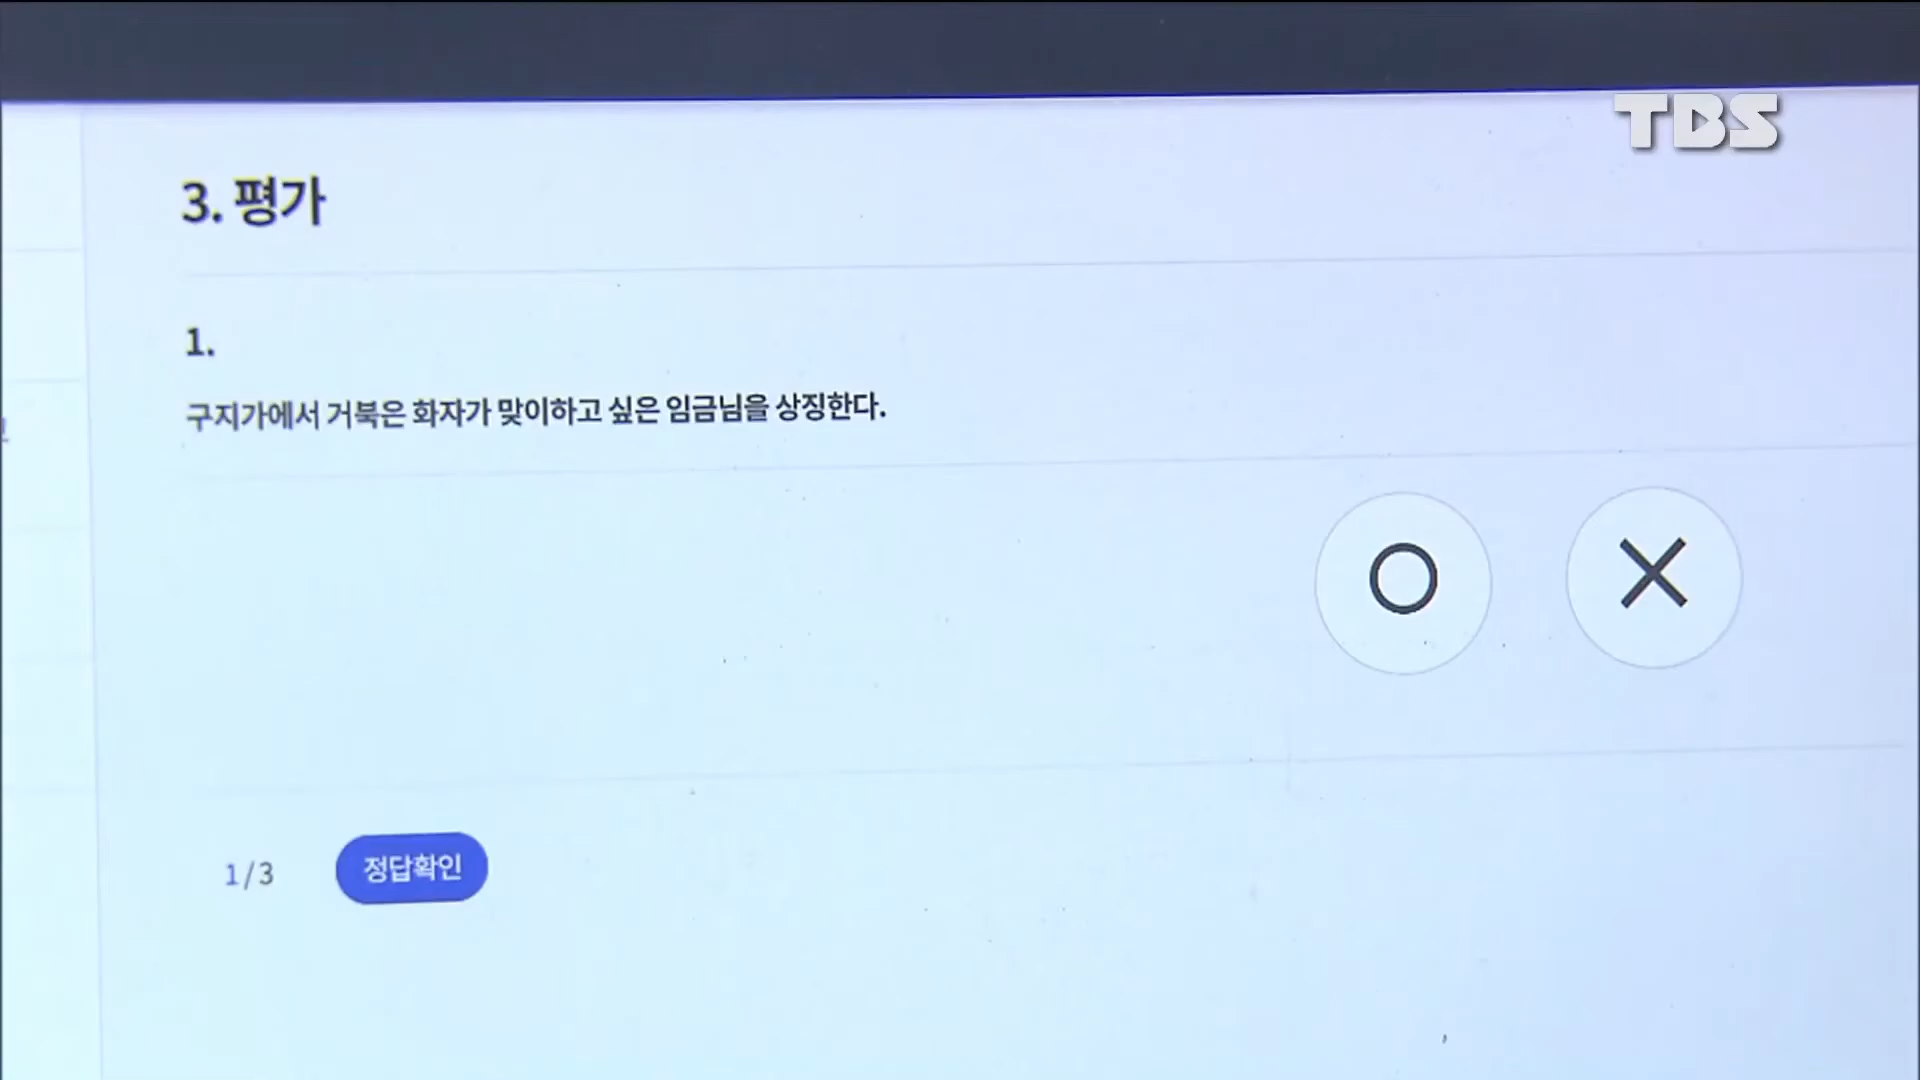 TBS
3. 평가
1.
구지가에서 거북은 화자가 맞이하고 싶은 임금님을 상징한다.
O X
1/3
정답확인